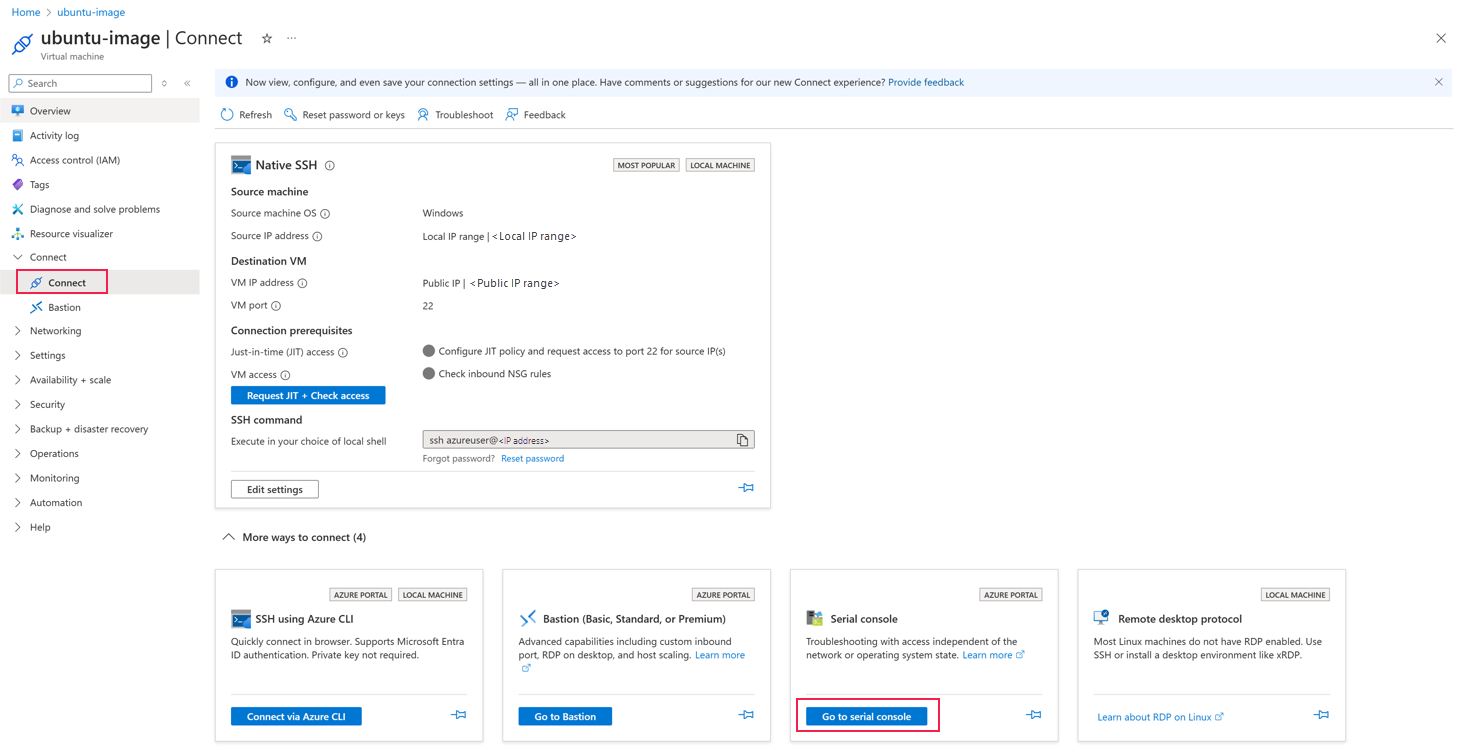 Home > ubuntu-image
ubuntu-image | Connect ☆ ···
Virtual machine
Search
Overview
Activity log
Access control (IAM)
Tags
Diagnose and solve problems
Resource visualizer
Connect
Connect
Bastion
Networking
Settings
Availability + scale
Security
Backup + disaster recovery
Operations
Monitoring
Automation
Help
Now view, configure, and even save your connection settings — all in one place. Have comments or suggestions for our new Connect experience? Provide feedback
Refresh Reset password or keys Troubleshoot Feedback
Native SSH MOST POPULAR LOCAL MACHINE
Source machine
Source machine OS Windows
Source IP address Local IP range | <Local IP range>
Destination VM
VM IP address Public IP | <Public IP range>
VM port 22
Connection prerequisites
Just-in-time (JIT) access Configure JIT policy and request access to port 22 for source IP(s)
VM access Check inbound NSG rules
Request JIT + Check access
SSH command
Execute in your choice of local shell ssh azureuser@<IP address>
Forgot password? Reset password
Edit settings
More ways to connect (4)
AZURE PORTAL LOCAL MACHINE
SSH using Azure CLI
Quickly connect in browser. Supports Microsoft Entra
ID authentication. Private key not required.
Connect via Azure CLI
AZURE PORTAL
Bastion (Basic, Standard, or Premium)
Advanced capabilities including custom inbound
port, RDP on desktop, and host scaling. Learn more
Go to Bastion
AZURE PORTAL
Serial console
Troubleshooting with access independent of the
network or operating system state. Learn more
Go to serial console
LOCAL MACHINE
Remote desktop protocol
Most Linux machines do not have RDP enabled. Use
SSH or install a desktop environment like xRDP.
Learn about RDP on Linux